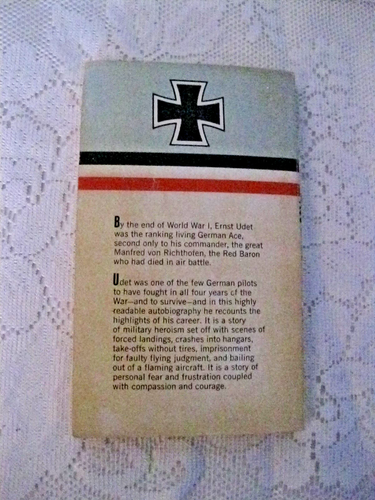 By the end of World War I, Ernst Udet
was the ranking living German Ace,
second only to his commander, the great
Manfred von Richthofen, the Red Baron
who had died in air battle.
Udet was one of the few German pilots
to have fought in all four years of the
War—and to survive—and in this highly
readable autobiography he recounts the
highlights of his career. It is a story
of military heroism set off with scenes of
forced landings, crashes into hangars,
take-offs without tires, imprisonment
for faulty flying judgment, and bailing
out of a flaming aircraft. It is a story of
personal fear and frustration coupled
with compassion and courage.